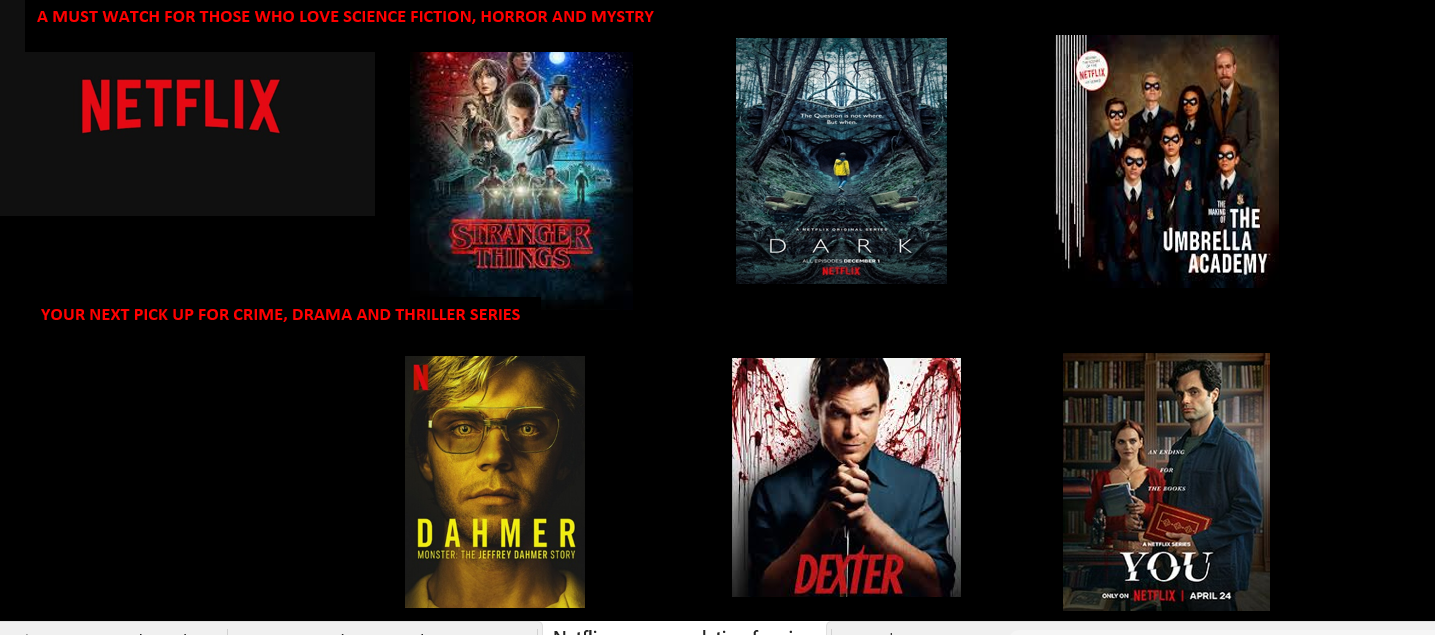 A MUST WATCH FOR THOSE WHO LOVE SCIENCE FICTION, HORROR AND MYSTRY
NETFLIX
STRANGER
THINGS
The Question is not where.
But when.
A NETFLIX ORIGINAL SERIES
DARK
ALL EPISODES DECEMBER 1
NETFLIX
NETFLIX
THE
MAKING
OF
THE
UMBRELLA
ACADEMY
YOUR NEXT PICK UP FOR CRIME, DRAMA AND THRILLER SERIES
N
DAHMER
MONSTER: THE JEFFREY DAHMER STORY
DEXTER
AN ENDING
FOR
THE BOOKS
A NETFLIX SERIES
YOU
ONLY ON NETFLIX | APRIL 24